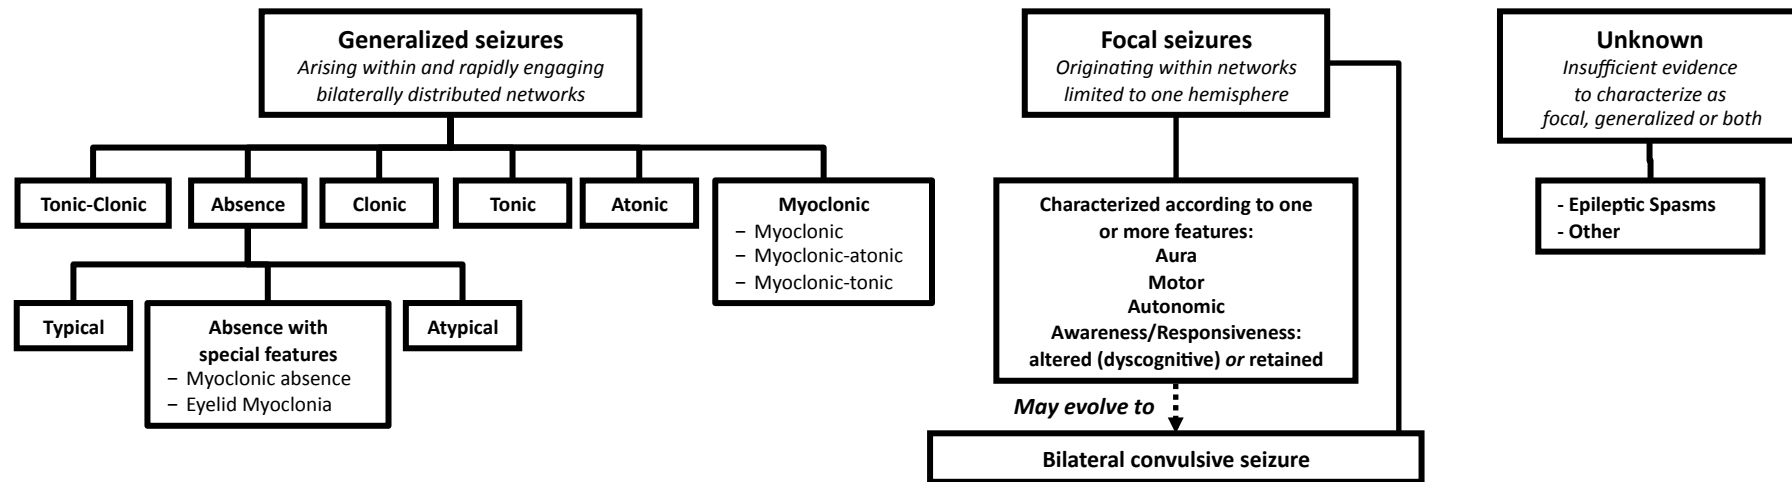 Generalized seizures
Arising within and rapidly engaging
bilaterally distributed networks
Tonic-Clonic
Absence
Clonic
Tonic
Atonic
Myoclonic
– Myoclonic
– Myoclonic-atonic
– Myoclonic-tonic
Typical
Absence with
special features
– Myoclonic absence
– Eyelid Myoclonia
Atypical
Focal seizures
Originating within networks
limited to one hemisphere
Characterized according to one
or more features:
Aura
Motor
Autonomic
Awareness/Responsiveness:
altered (dyscognitive) or retained
May evolve to
Bilateral convulsive seizure
Unknown
Insufficient evidence
to characterize as
focal, generalized or both
- Epileptic Spasms
- Other